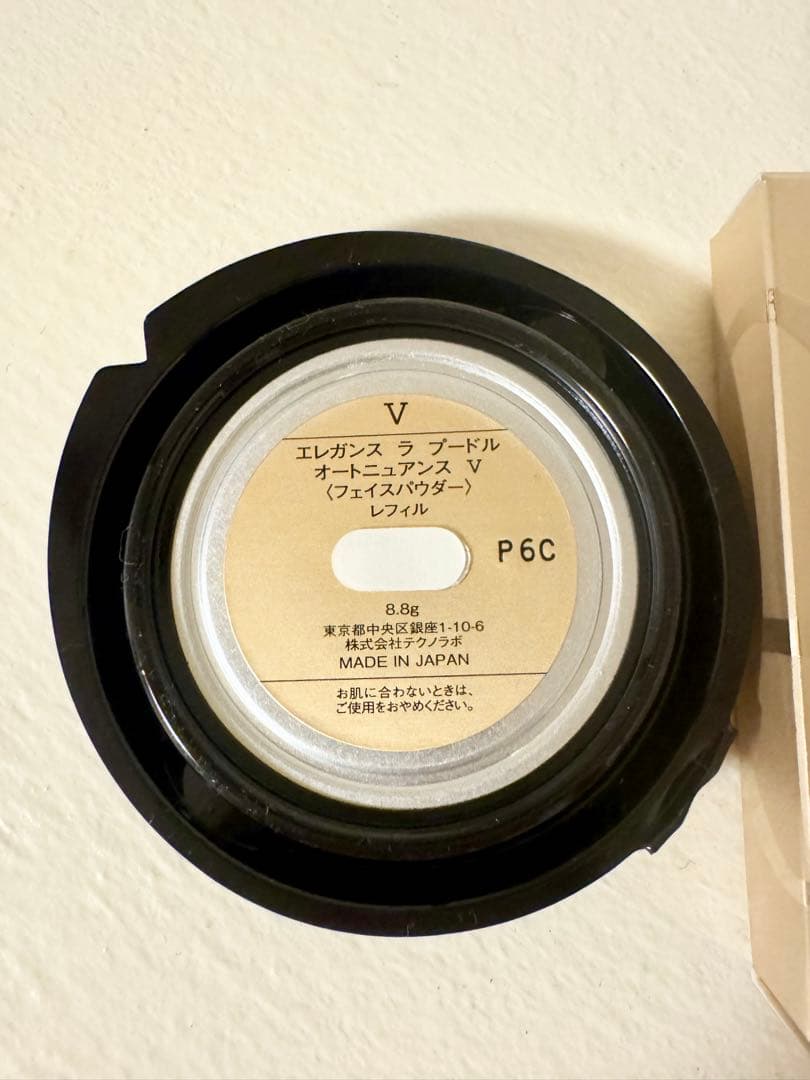 V
エレガンス ラ プードル
オートニュアンス V
〈フェイスパウダー〉
レフィル
P6C
8.8g
東京都中央区銀座1-10-6
株式会社テクノラボ
MADE IN JAPAN
お肌に合わないときは、
ご使用をおやめください。